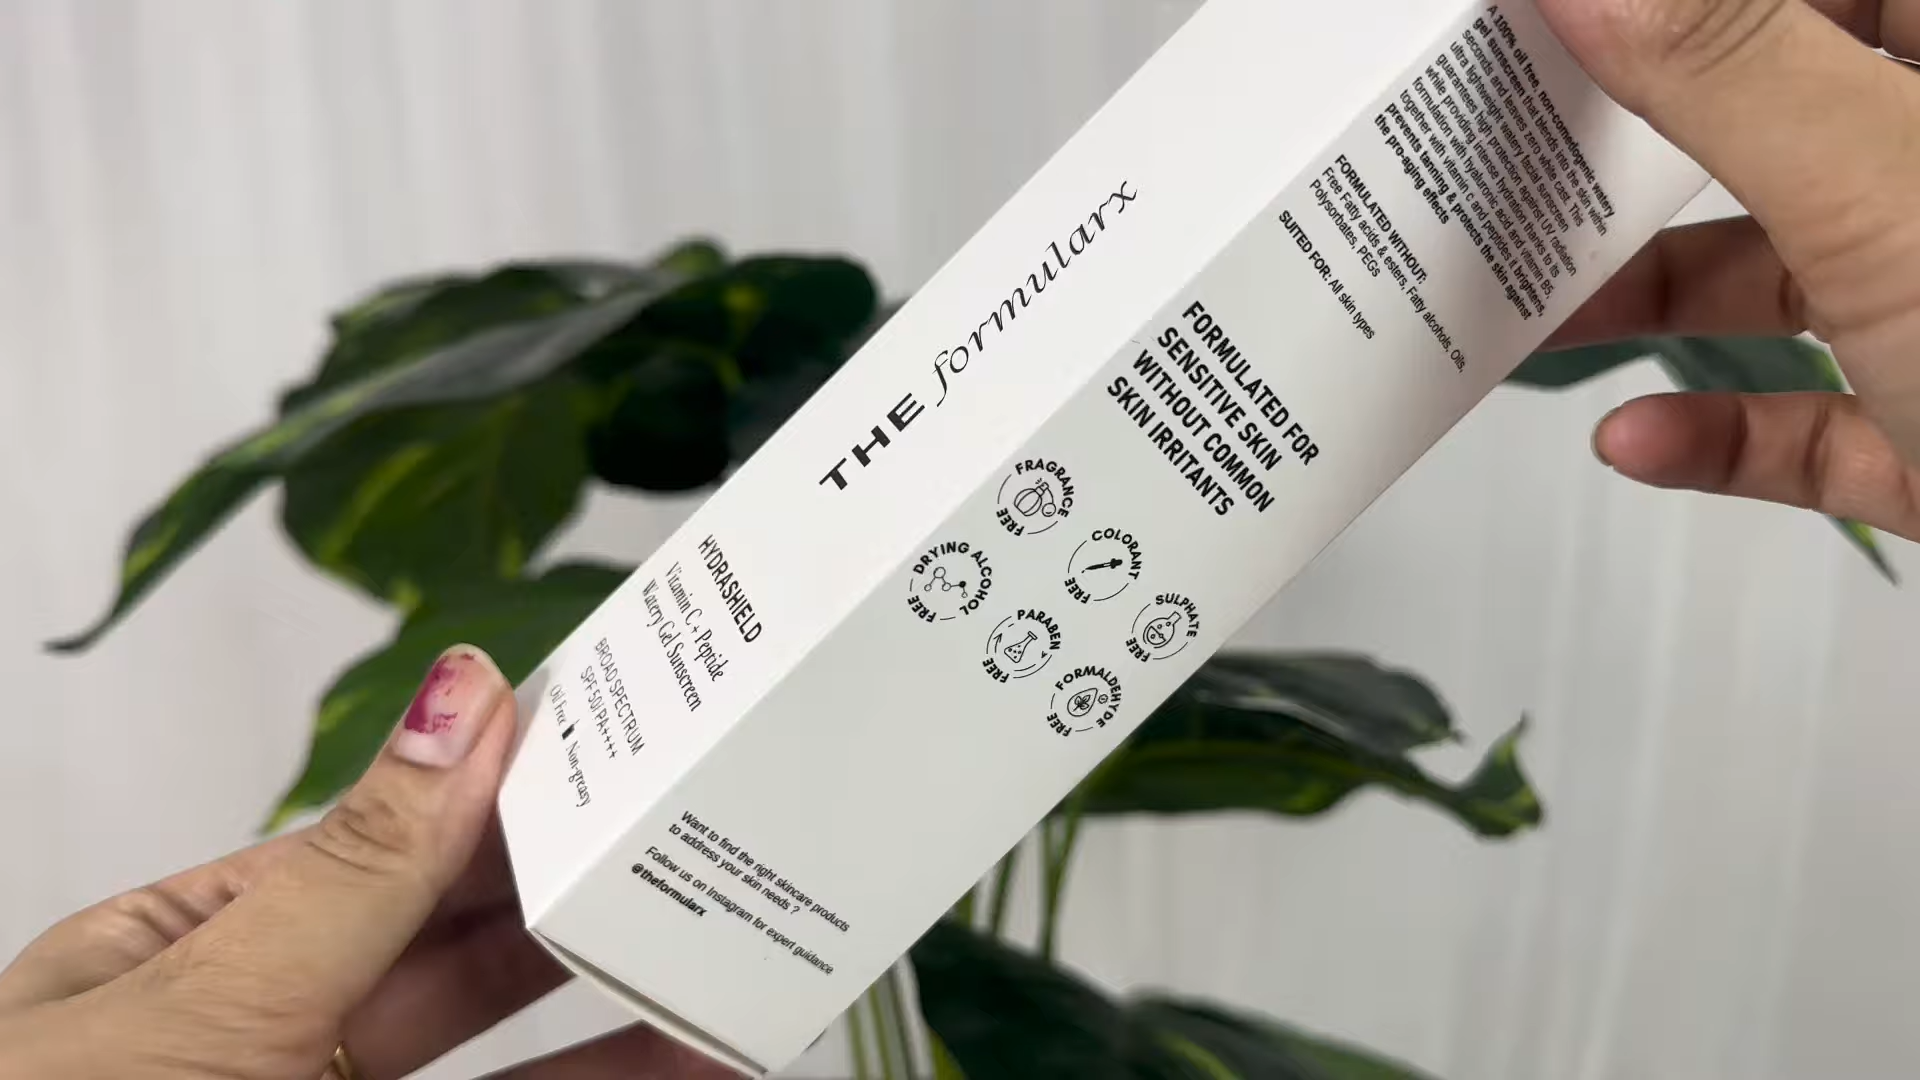 THE formularx
HYDRASHIELD
Vitamin C + Peptide
Watery Gel Sunscreen
BROAD SPECTRUM
SPF 50/ PA++++
Oil Free Non-greasy
A 100% oil free, non-comedogenic watery
gel sunscreen that blends into the skin within
seconds and leaves zero white cast. This
ultra lightweight watery facial sunscreen
guarantees high protection against UV radiation
while providing intense hydration thanks to its
formulation with hyaluronic acid and vitamin B5,
together with vitamin c and peptides it brightens,
prevents tanning & protects the skin against
the pro-aging effects
FORMULATED WITHOUT:
Free Fatty acids & esters, Fatty alcohols, Oils,
Polysorbates, PEGs
SUITED FOR: All skin types
FORMULATED FOR
SENSITIVE SKIN
WITHOUT COMMON
SKIN IRRITANTS
FRAGRANCE FREE
COLORANT FREE
SULPHATE FREE
DRYING ALCOHOL FREE
PARABEN FREE
FORMALDEHYDE FREE
Want to find the right skincare products
to address your skin needs ?
Follow us on Instagram for expert guidance
@theformularx